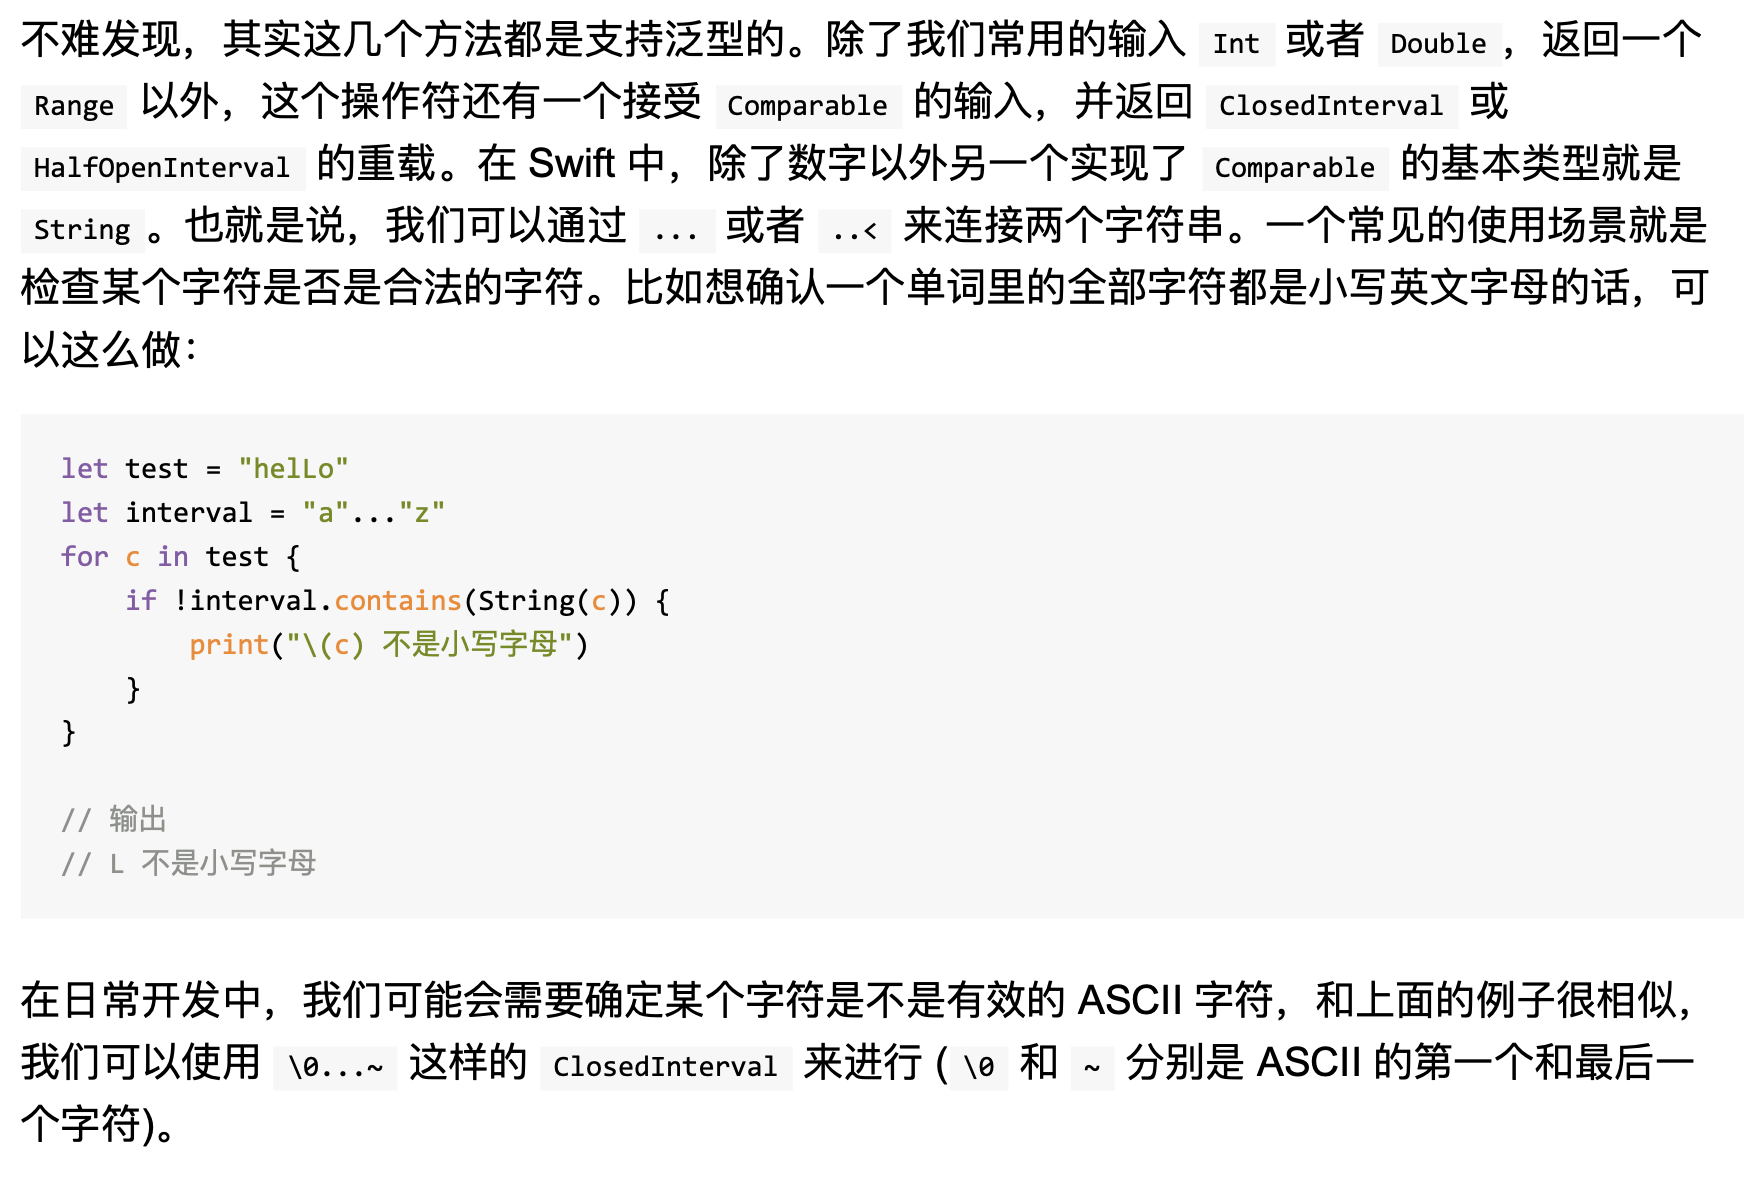 不难发现，其实这几个方法都是支持泛型的。除了我们常用的输入 Int 或者 Double，返回一个
Range 以外，这个操作符还有一个接受 Comparable 的输入，并返回 ClosedInterval 或
HalfOpenInterval 的重载。在 Swift 中，除了数字以外另一个实现了 Comparable 的基本类型就是
String。也就是说，我们可以通过 ... 或者 ..< 来连接两个字符串。一个常见的使用场景就是
检查某个字符是否是合法的字符。比如想确认一个单词里的全部字符都是小写英文字母的话，可
以这么做：
let test = "helLo"
let interval = "a"..."z"
for c in test {
    if !interval.contains(String(c)) {
        print("\(c) 不是小写字母")
    }
}
// 输出
// L 不是小写字母
在日常开发中，我们可能会需要确定某个字符是不是有效的 ASCII 字符，和上面的例子很相似，
我们可以使用 \0...~ 这样的 ClosedInterval 来进行 (\0 和 ~ 分别是 ASCII 的第一个和最后一
个字符)。